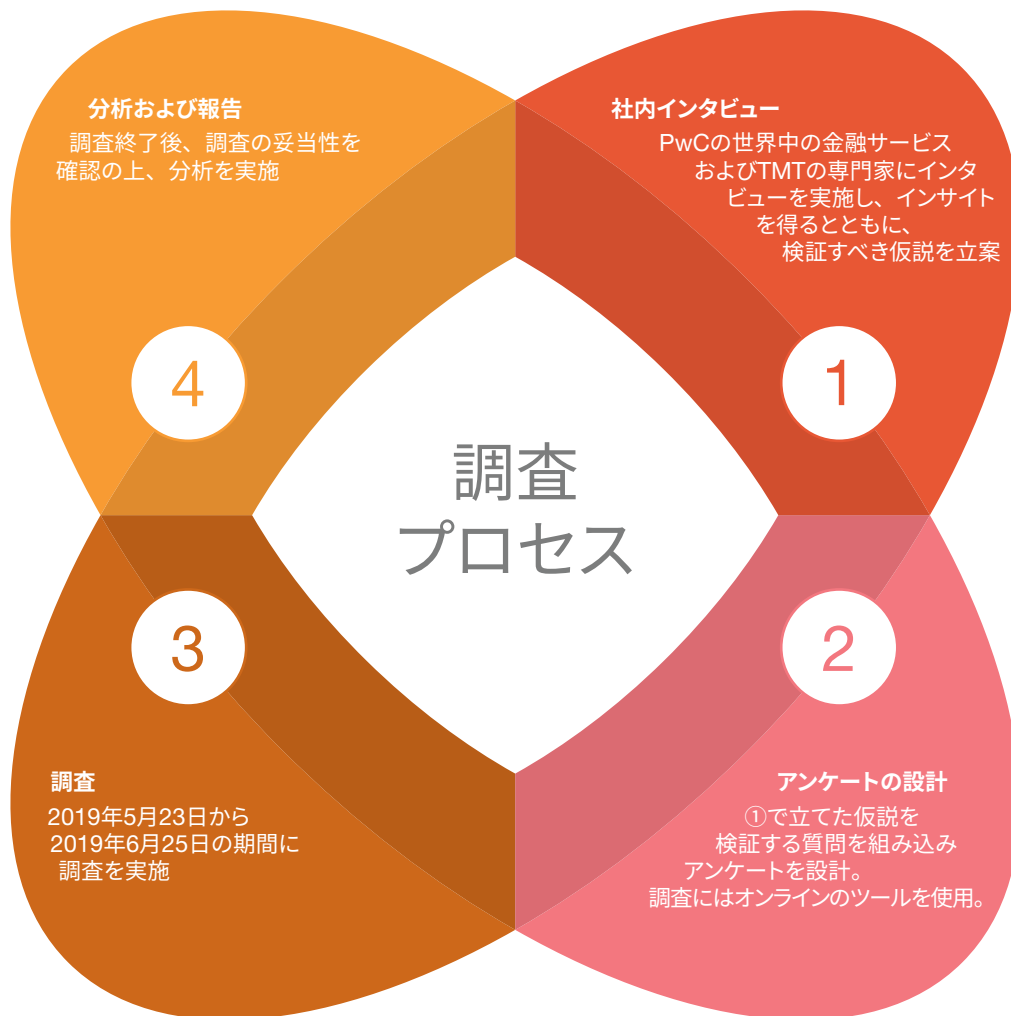 調査
プロセス
社内インタビュー
PwCの世界中の金融サービス
およびTMTの専門家にインタ
ビューを実施し、インサイト
を得るとともに、
検証すべき仮説を立案
1
アンケートの設計
①で立てた仮説を
検証する質問を組み込み
アンケートを設計。
調査にはオンラインのツールを使用。
2
調査
2019年5月23日から
2019年6月25日の期間に
調査を実施
3
分析および報告
調査終了後、調査の妥当性を
確認の上、分析を実施
4